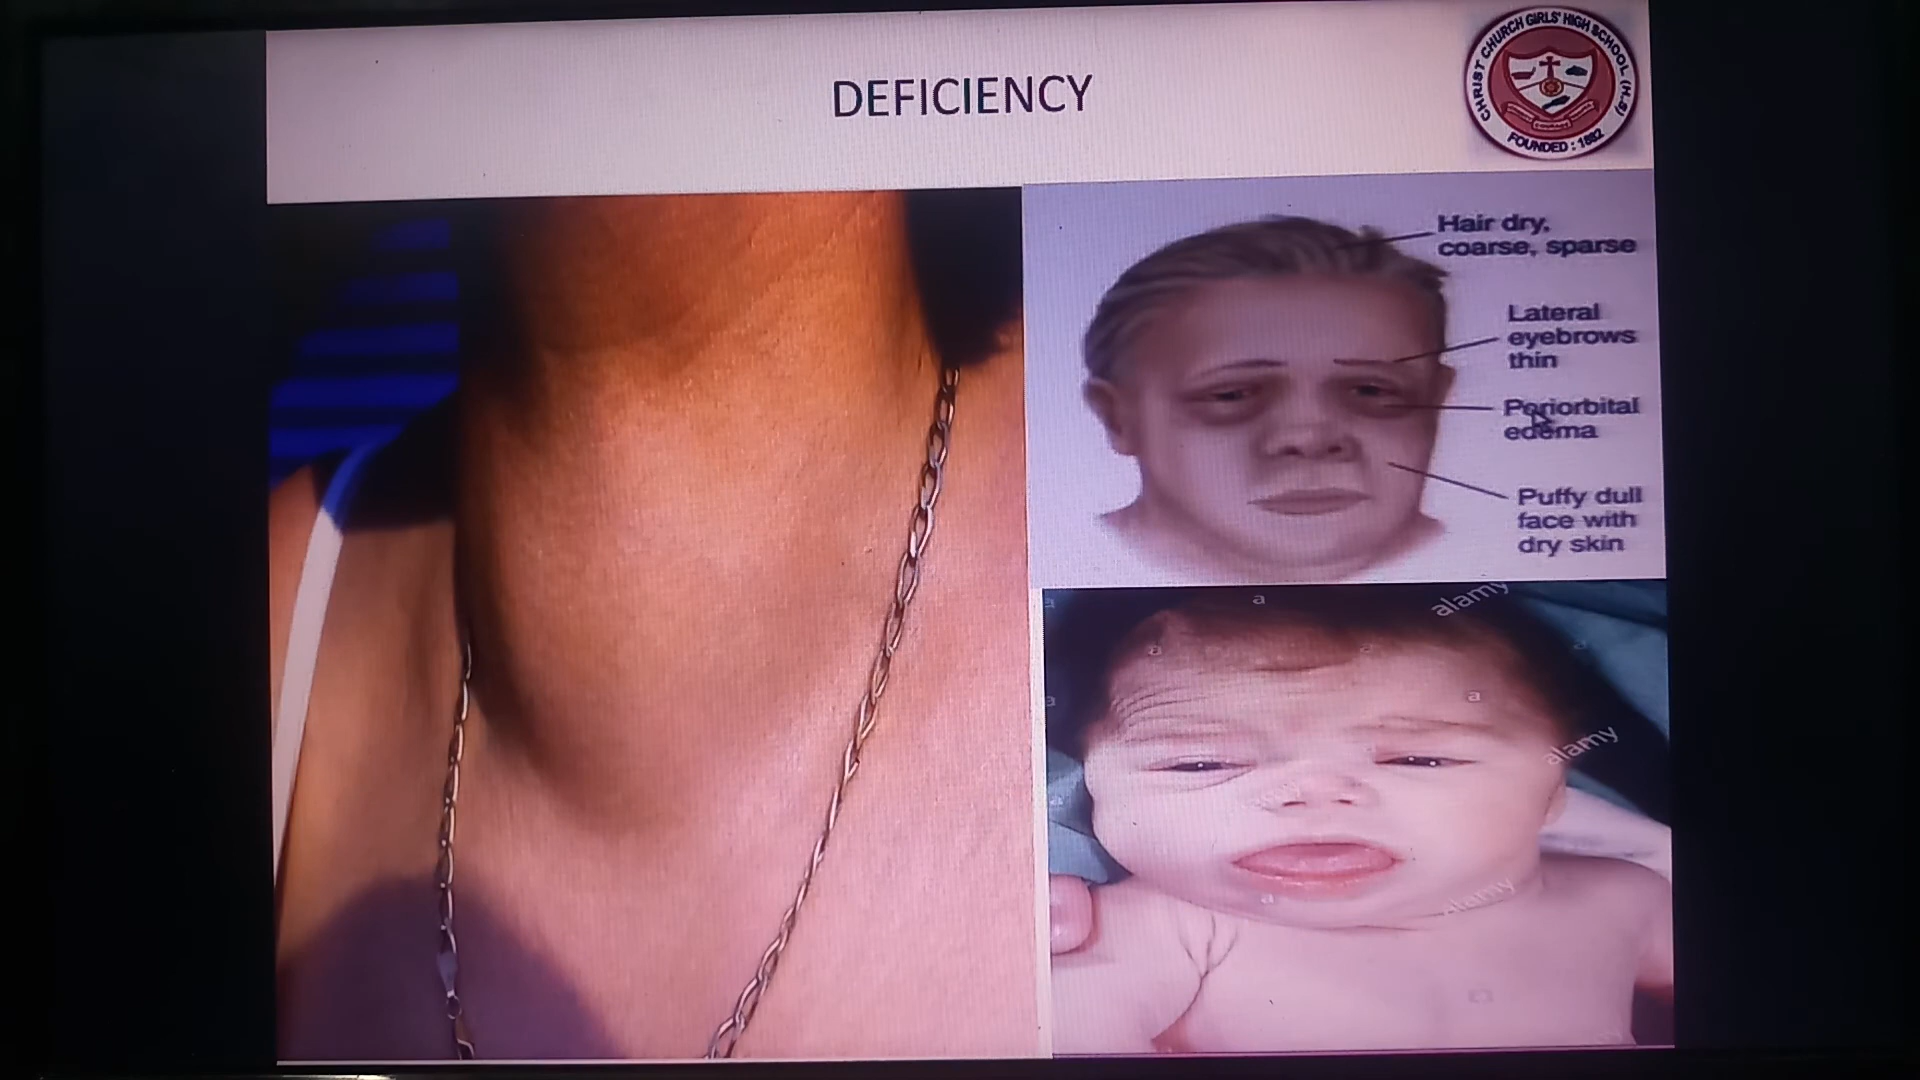 DEFICIENCY
CHRIST CHURCH GIRLS' HIGH SCHOOL (H.S)
FOUNDED : 1882
Hair dry,
coarse, sparse
Lateral
eyebrows
thin
Periorbital
edema
Puffy dull
face with
dry skin
a
a
alamy
a
a
a
a
a
alamy
a
alamy
a